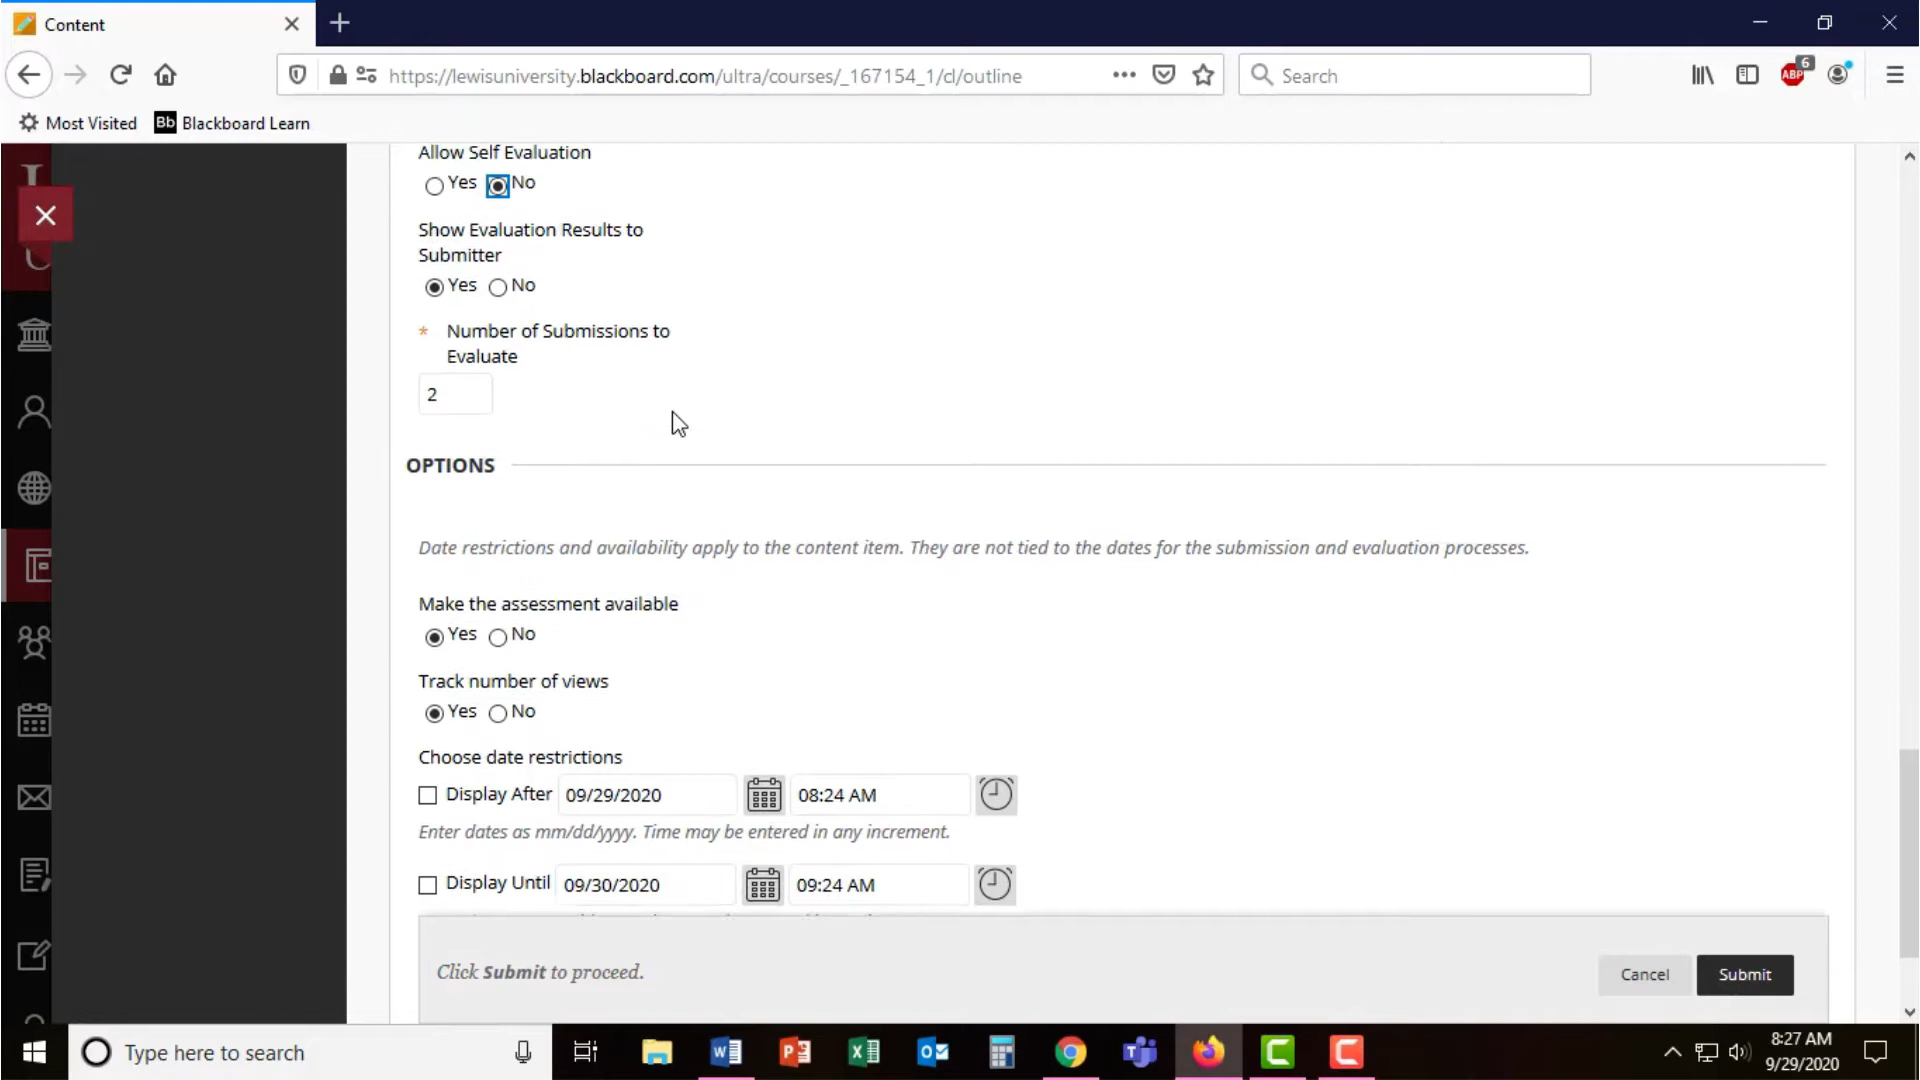 Content
https://lewisuniversity.blackboard.com/ultra/courses/_167154_1/cl/outline
Search
ABP
6
Most Visited
Bb Blackboard Learn
Allow Self Evaluation
Yes No
Show Evaluation Results to
Submitter
Yes No
* Number of Submissions to
Evaluate
2
OPTIONS
Date restrictions and availability apply to the content item. They are not tied to the dates for the submission and evaluation processes.
Make the assessment available
Yes No
Track number of views
Yes No
Choose date restrictions
Display After 09/29/2020 08:24 AM
Enter dates as mm/dd/yyyy. Time may be entered in any increment.
Display Until 09/30/2020 09:24 AM
Click Submit to proceed.
Cancel Submit
Type here to search
8:27 AM
9/29/2020